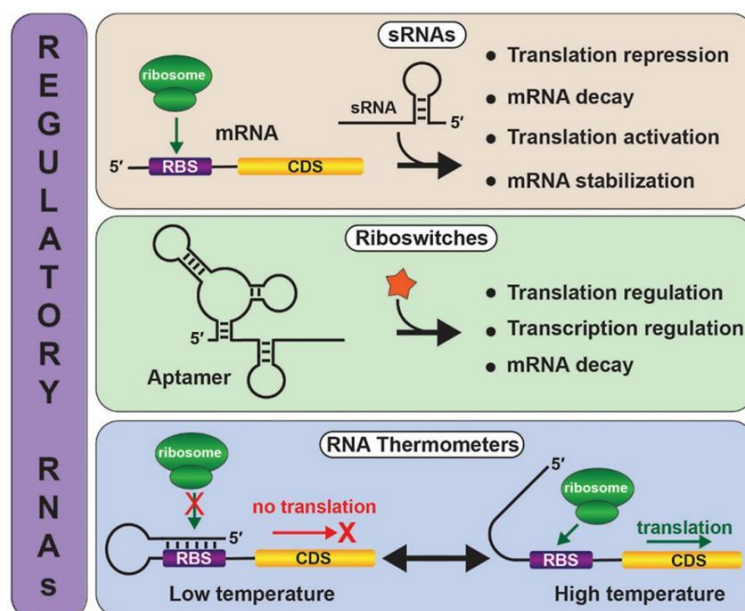 REGULATORY RNAs
sRNAs
ribosome
mRNA
5′
RBS
CDS
sRNA
5′
• Translation repression
• mRNA decay
• Translation activation
• mRNA stabilization
Riboswitches
5′
Aptamer
• Translation regulation
• Transcription regulation
• mRNA decay
RNA Thermometers
ribosome
5′
no translation
X
X
RBS
CDS
Low temperature
5′
ribosome
translation
RBS
CDS
High temperature